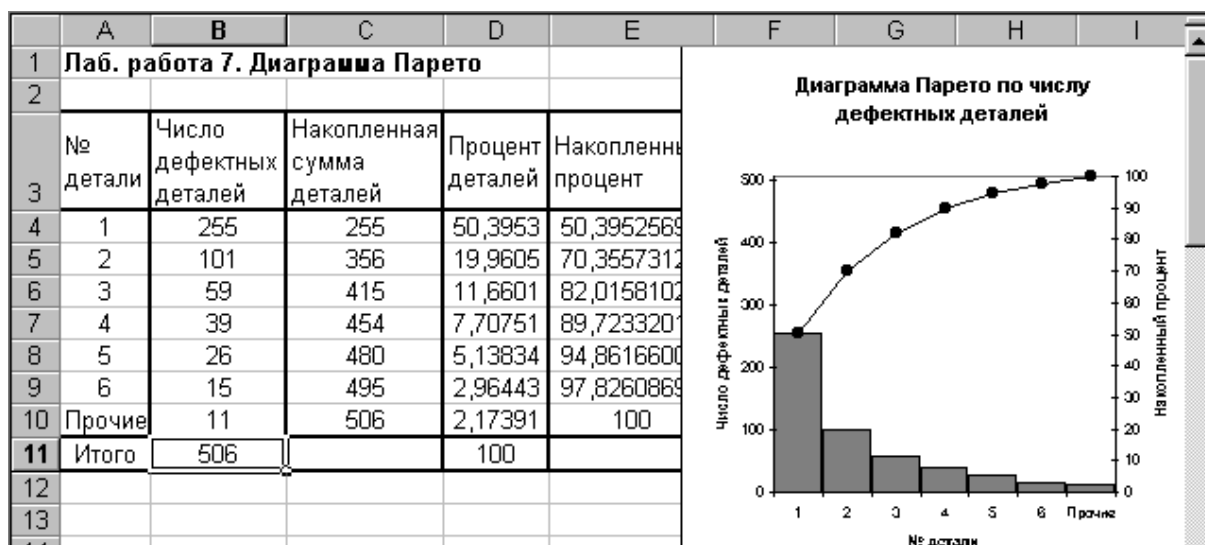 A B C D E F G H I
1 Лаб. работа 7. Диаграмма Парето
2
3 № детали Число дефектных деталей Накопленная сумма деталей Процент деталей Накопленны процент
4 1 255 255 50,3953 50,3952569
5 2 101 356 19,9605 70,3557312
6 3 59 415 11,6601 82,0158102
7 4 39 454 7,70751 89,7233201
8 5 26 480 5,13834 94,8616600
9 6 15 495 2,96443 97,8260869
10 Прочие 11 506 2,17391 100
11 Итого 506 100
12
13
Диаграмма Парето по числу
дефектных деталей
Число дефектных деталей
500
400
300
200
100
0
100
90
80
70
60
50
40
30
20
10
0
Накопленный процент
1 2 3 4 5 6 Прочие
№ детали